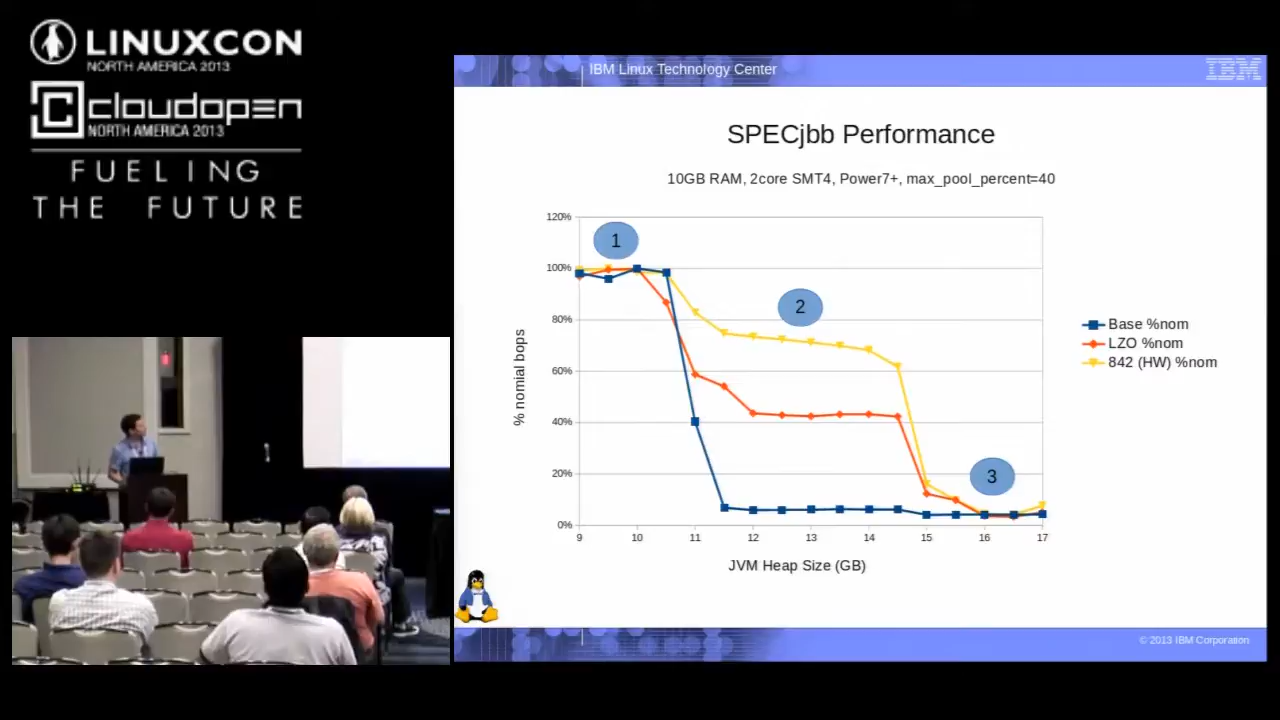 LINUXCON
NORTH AMERICA 2013
cloudopen
NORTH AMERICA 2013
FUELING
THE FUTURE
IBM Linux Technology Center
IBM
SPECjbb Performance
10GB RAM, 2core SMT4, Power7+, max_pool_percent=40
120%
100%
80%
60%
40%
20%
0%
% nomial bops
1
2
3
9
10
11
12
13
14
15
16
17
JVM Heap Size (GB)
Base %nom
LZO %nom
842 (HW) %nom
© 2013 IBM Corporation